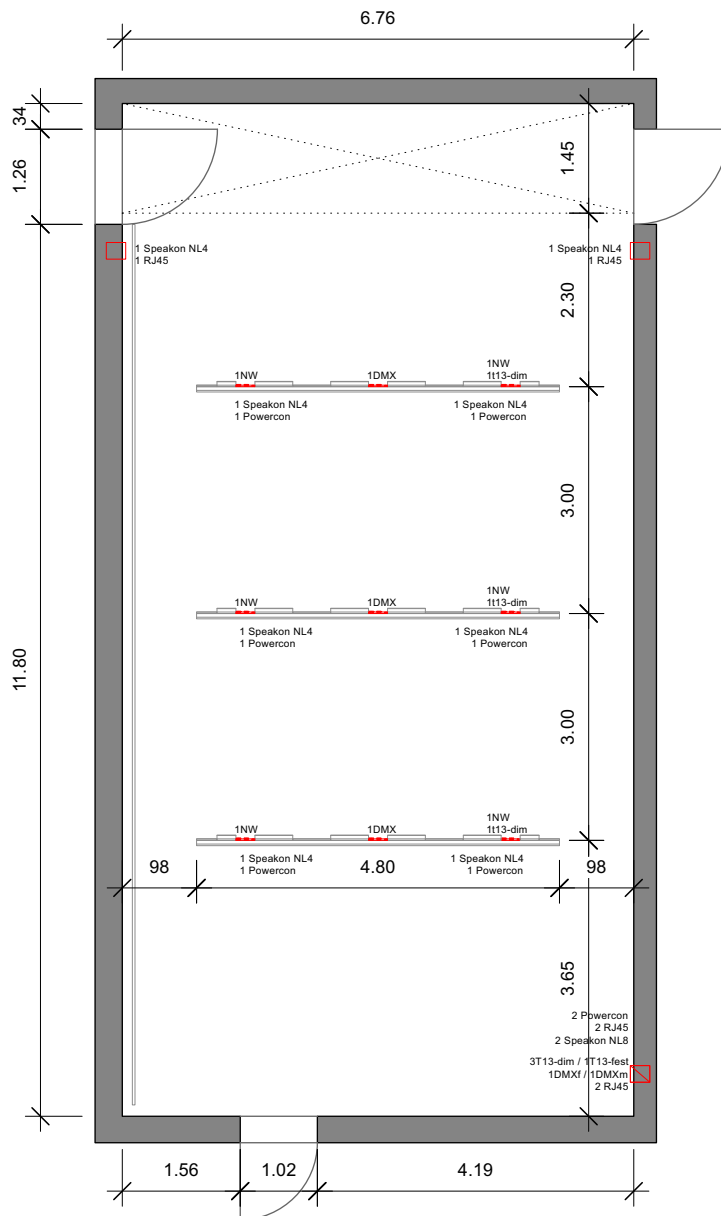 6.76
34
1.26
1.45
1 Speakon NL4
1 RJ45
1 Speakon NL4
1 RJ45
2.30
1NW
1DMX
1NW
1t13-dim
1 Speakon NL4
1 Powercon
1 Speakon NL4
1 Powercon
3.00
1NW
1DMX
1NW
1t13-dim
1 Speakon NL4
1 Powercon
1 Speakon NL4
1 Powercon
11.80
3.00
1NW
1DMX
1NW
1t13-dim
1 Speakon NL4
1 Powercon
1 Speakon NL4
1 Powercon
98
4.80
98
3.65
2 Powercon
2 RJ45
2 Speakon NL8
3T13-dim / 1T13-fest
1DMXf / 1DMXm
2 RJ45
1.56
1.02
4.19